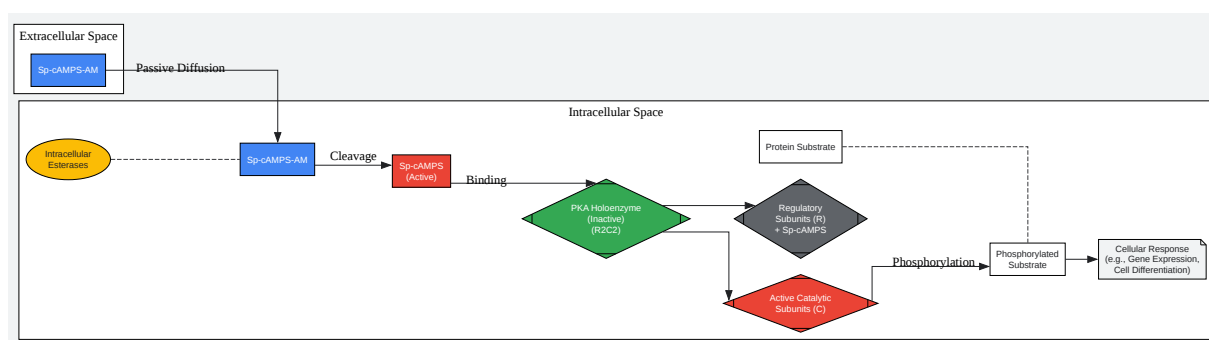 Extracellular Space
Sp-cAMPS-AM
Passive Diffusion
Intracellular Space
Intracellular
Esterases
Sp-cAMPS-AM
Cleavage
Sp-cAMPS
(Active)
Binding
PKA Holoenzyme
(Inactive)
(R2C2)
Protein Substrate
Regulatory
Subunits (R)
+ Sp-cAMPS
Active Catalytic
Subunits (C)
Phosphorylation
Phosphorylated
Substrate
Cellular Response
(e.g., Gene Expression,
Cell Differentiation)